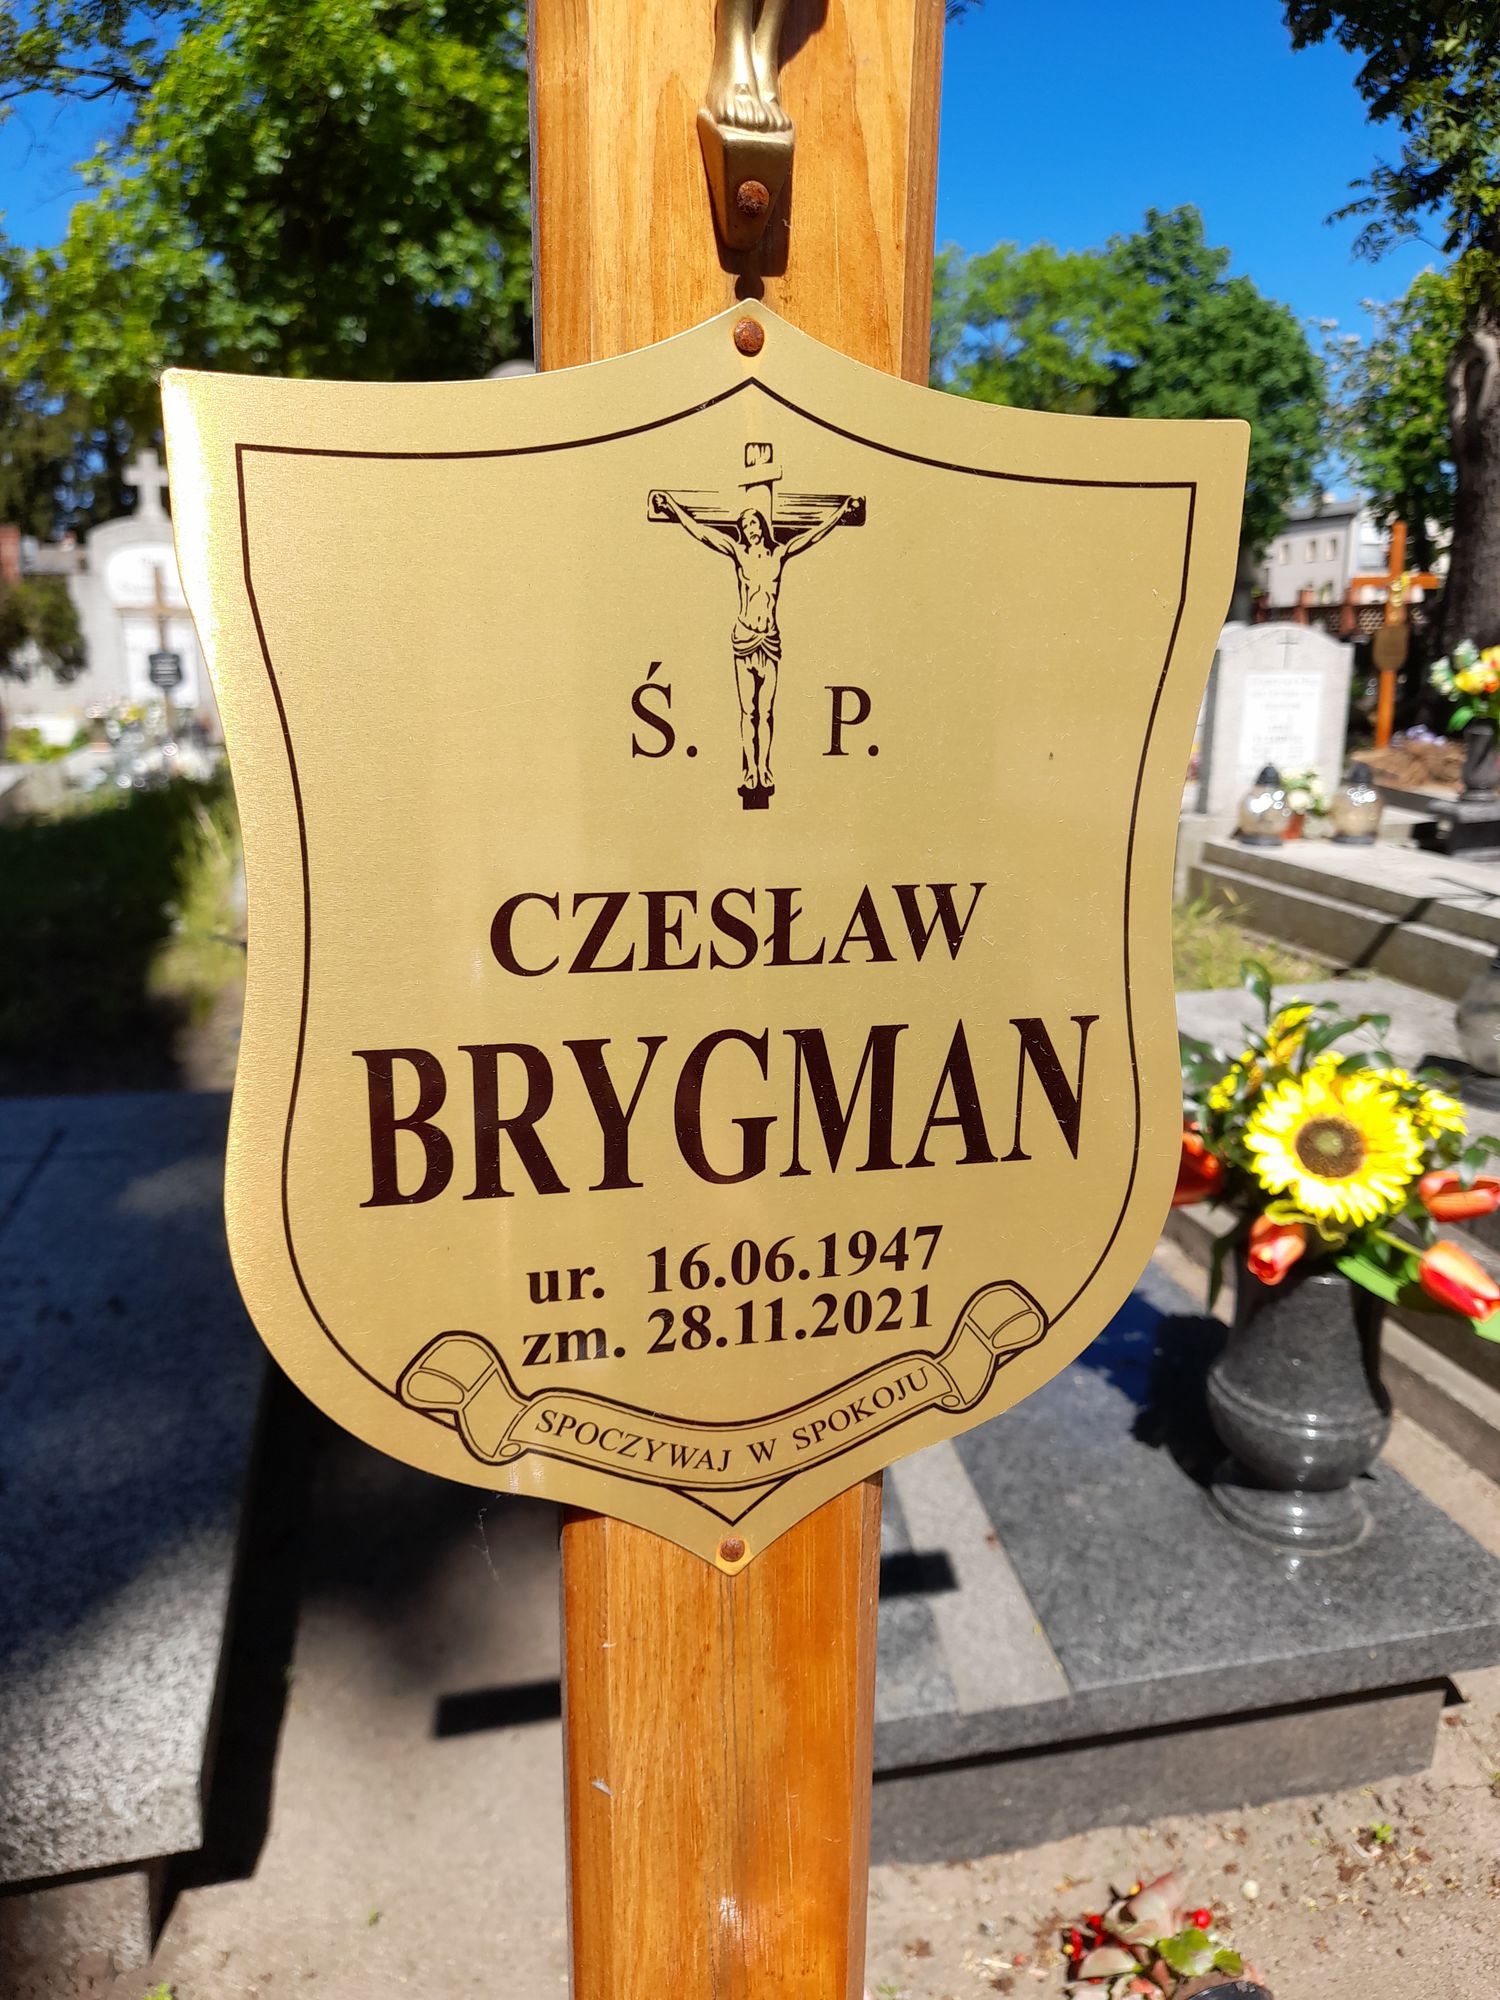 Ś. P.
CZESŁAW
BRYGMAN
ur. 16.06.1947
zm. 28.11.2021
SPOCZYWAJ W SPOKOJU